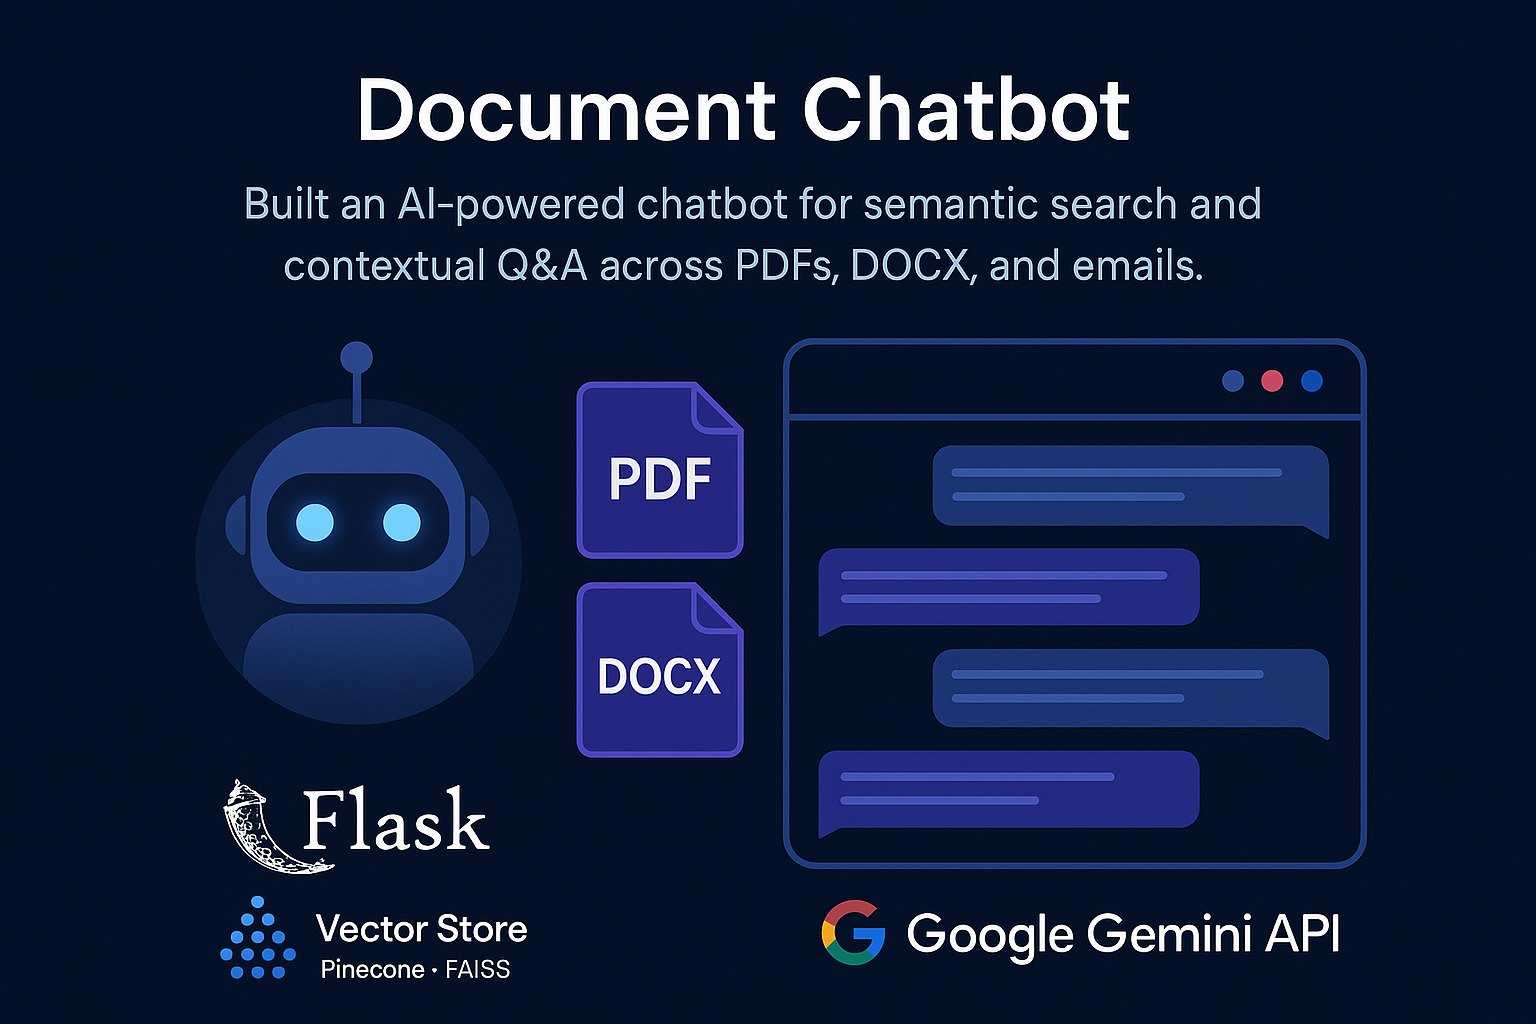 Document Chatbot
Built an AI-powered chatbot for semantic search and
contextual Q&A across PDFs, DOCX, and emails.
PDF
DOCX
Flask
Vector Store
Pinecone · FAISS
Google Gemini API